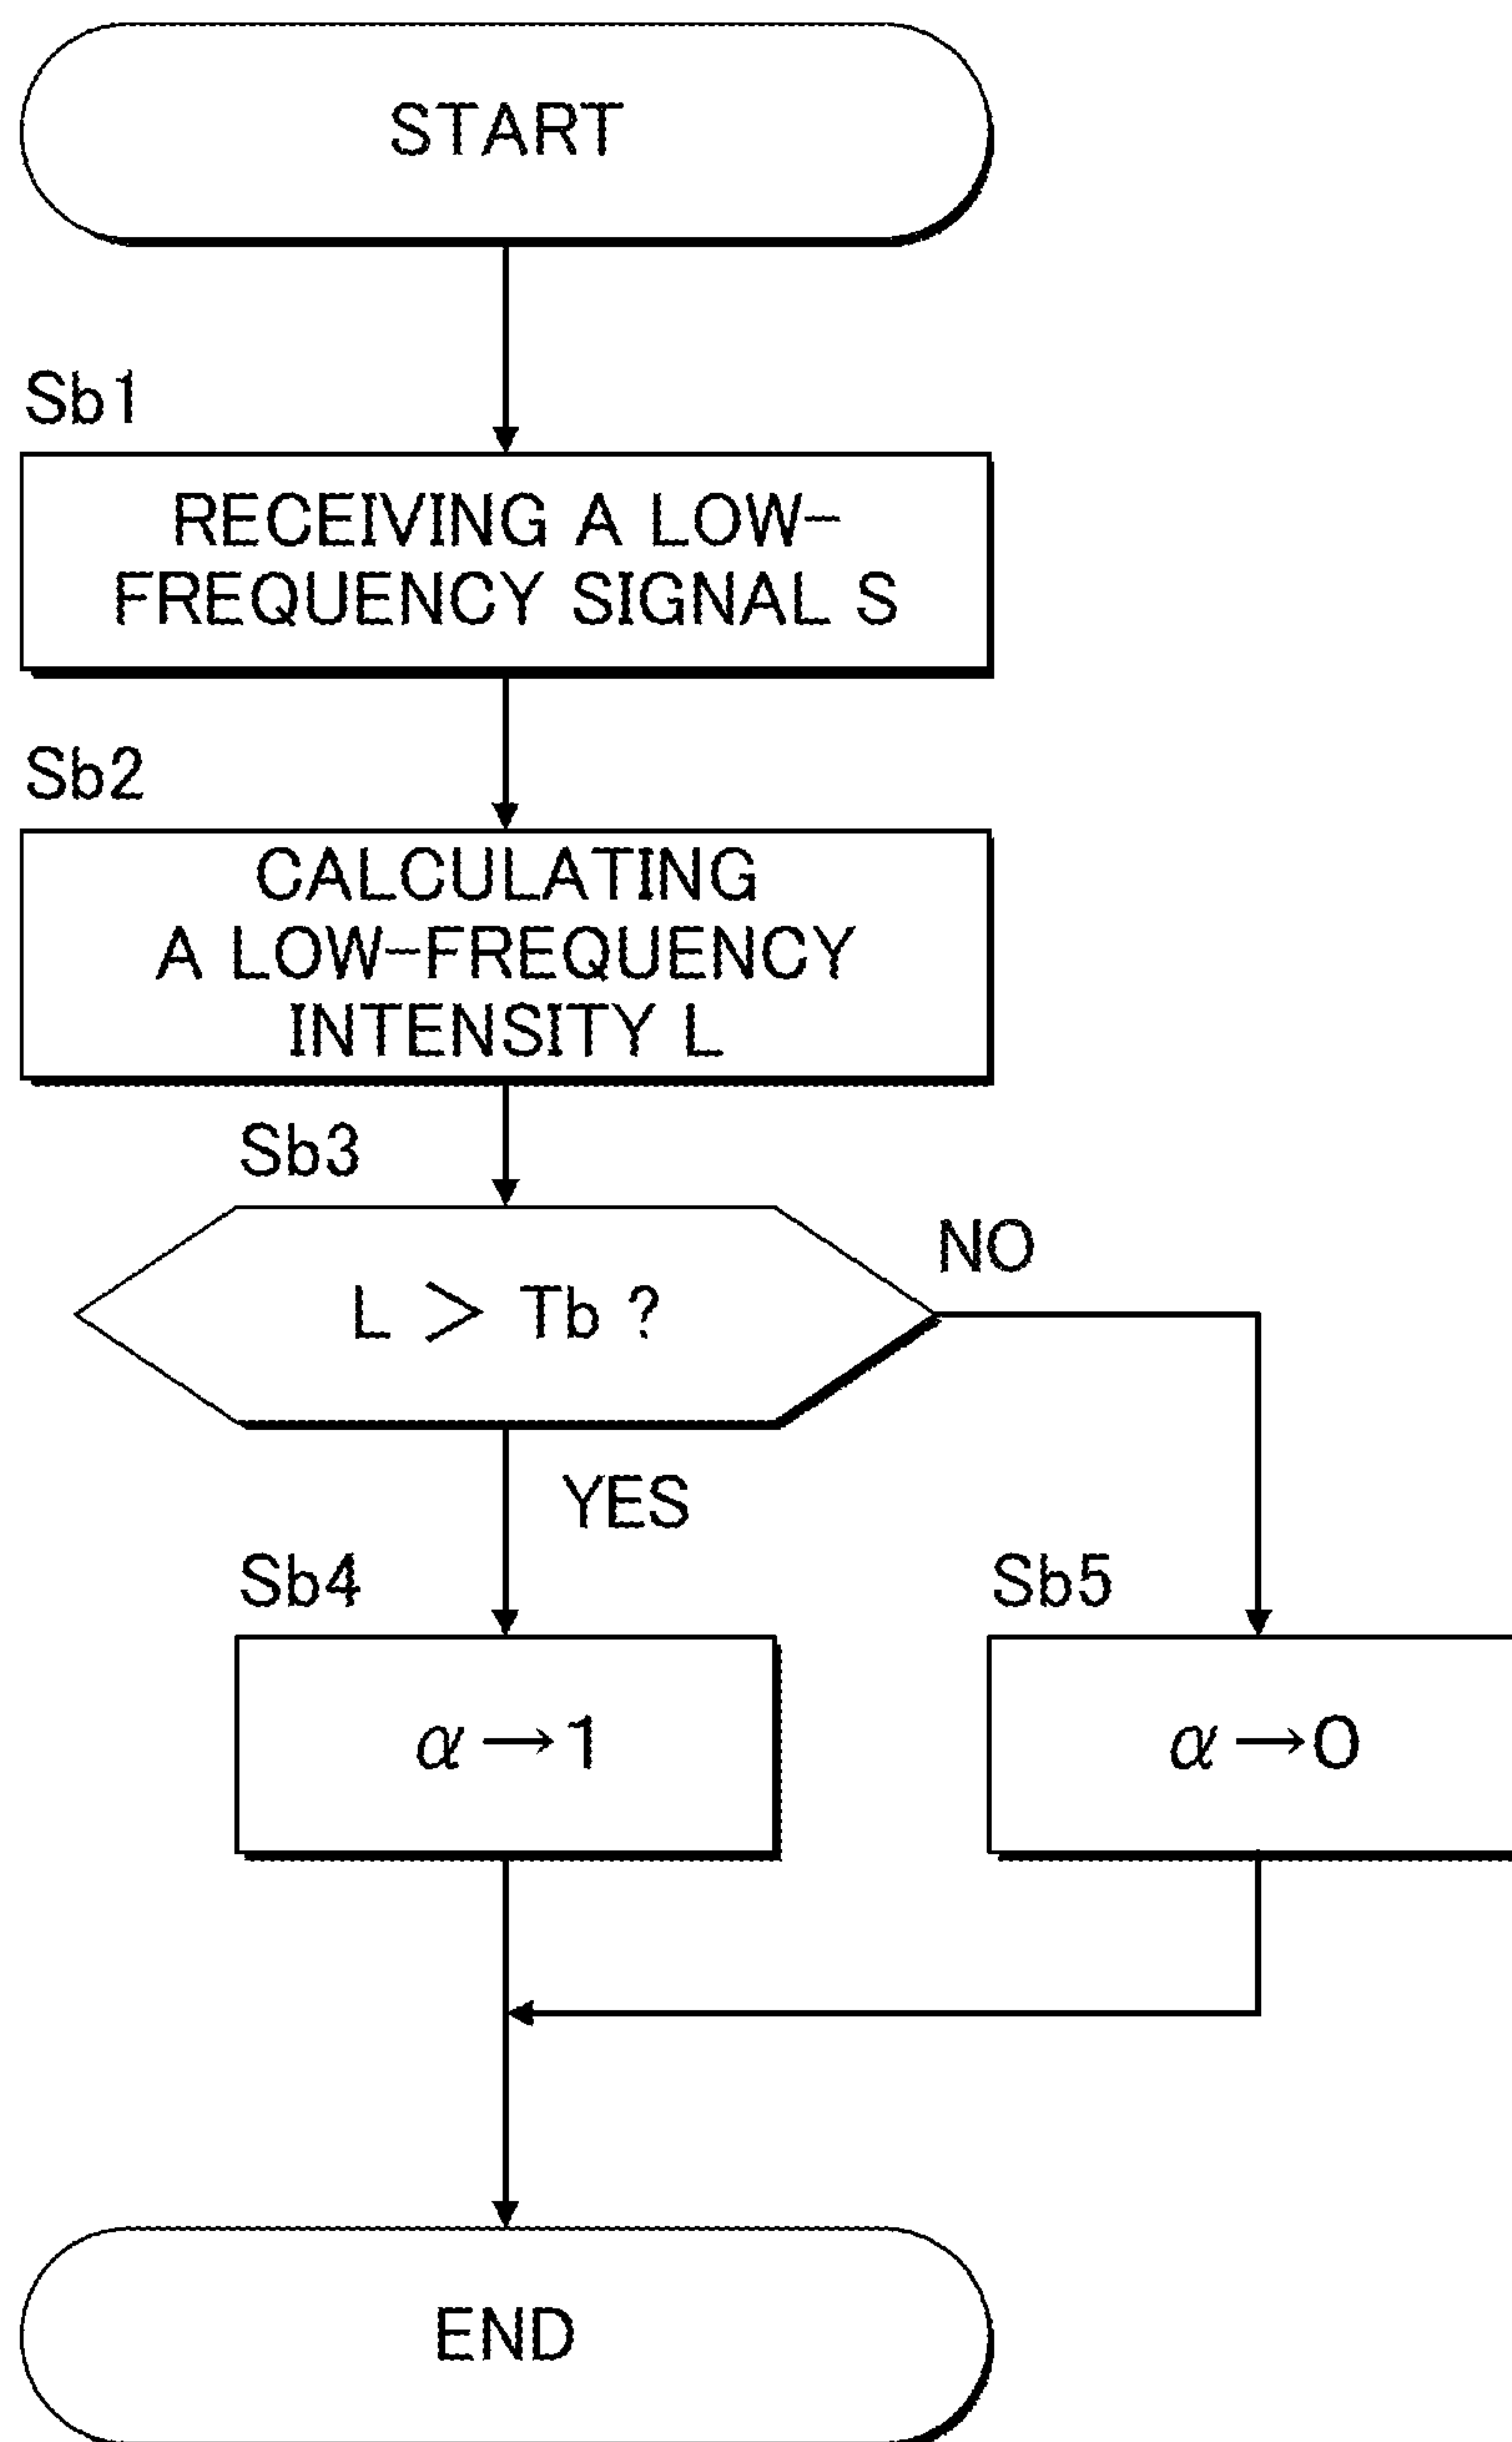 START
Sb1
RECEIVING A LOW-
FREQUENCY SIGNAL S
Sb2
CALCULATING
A LOW-FREQUENCY
INTENSITY L
Sb3
L > Tb ?
NO
YES
Sb4
α→1
Sb5
α→0
END